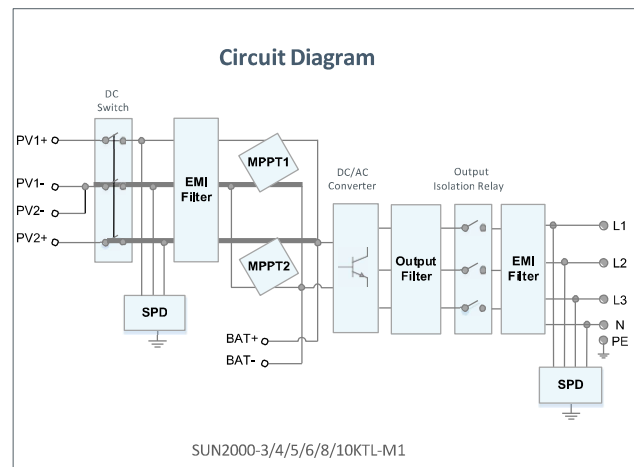 Circuit Diagram
DC
Switch
PV1+
PV1-
PV2-
PV2+
EMI
Filter
MPPT1
MPPT2
SPD
BAT+
BAT-
DC/AC
Converter
Output
Filter
Output
Isolation Relay
EMI
Filter
L1
L2
L3
N
PE
SPD
SUN2000-3/4/5/6/8/10KTL-M1